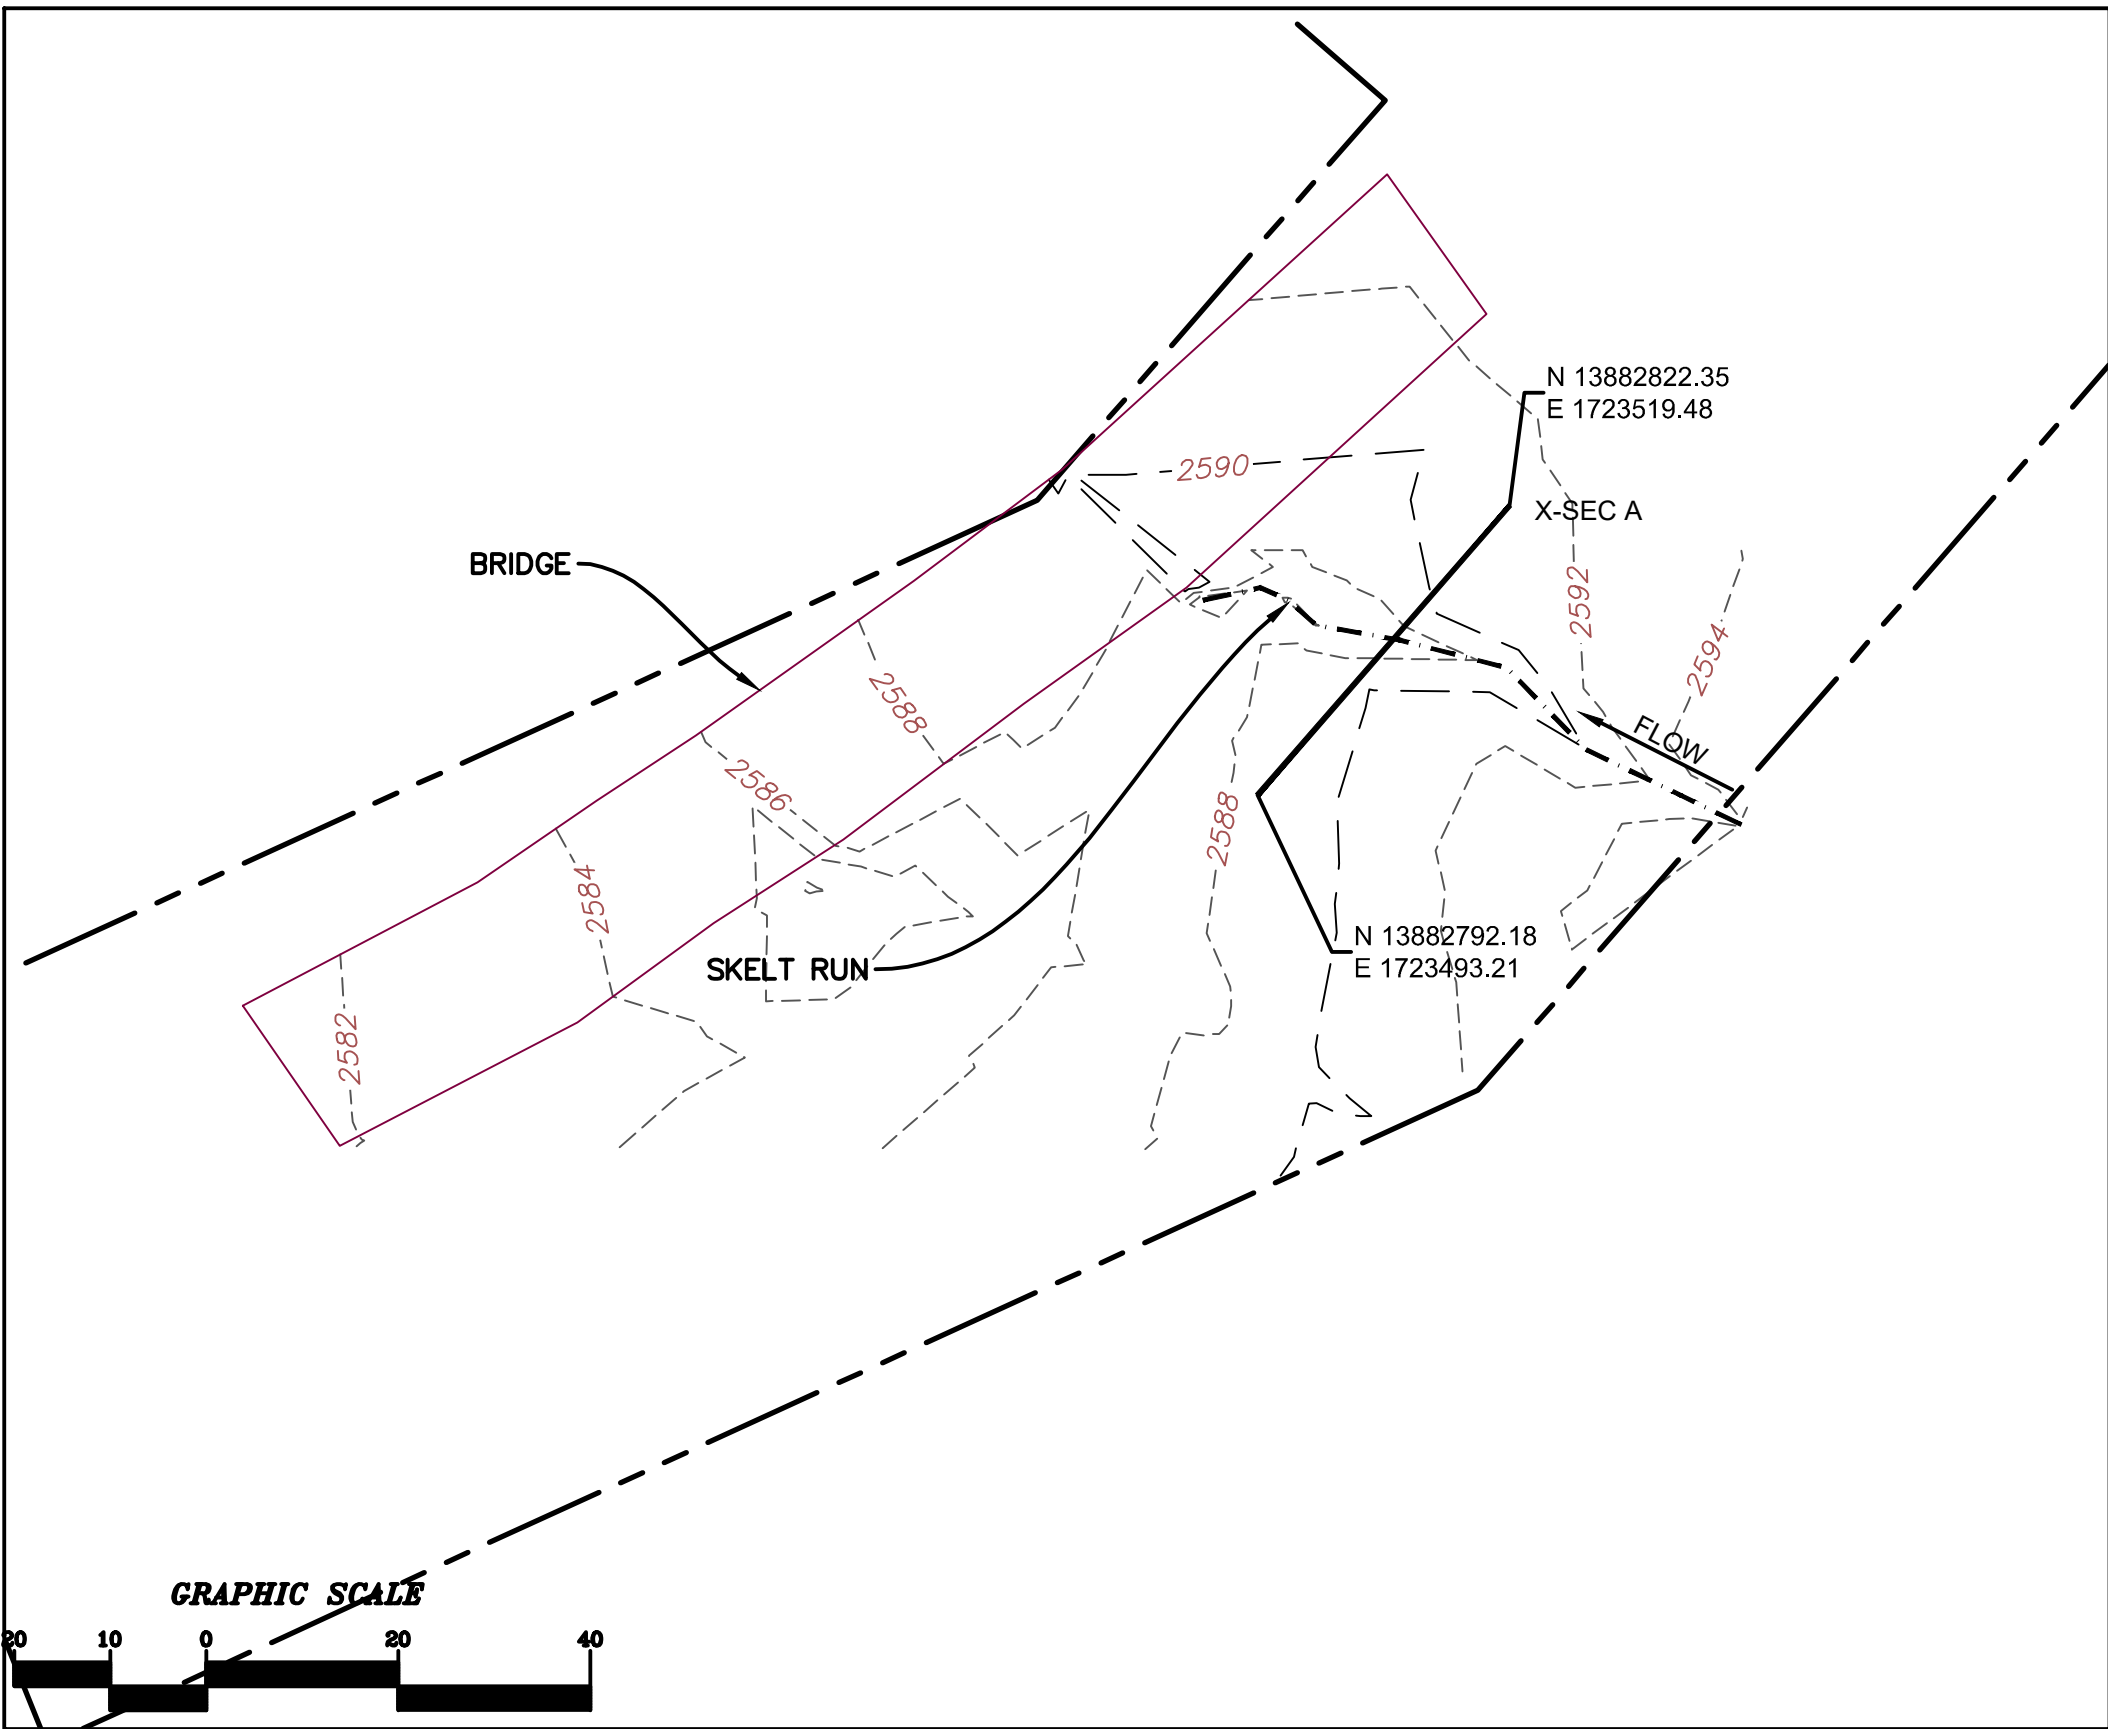 N 13882822.35
E 1723519.48
2590
X-SEC A
BRIDGE
2592
2594
2588
FLOW
2586
2588
2584
N 13882792.18
E 1723493.21
SKELT RUN
2582
GRAPHIC SCALE
20 10 0 20 40